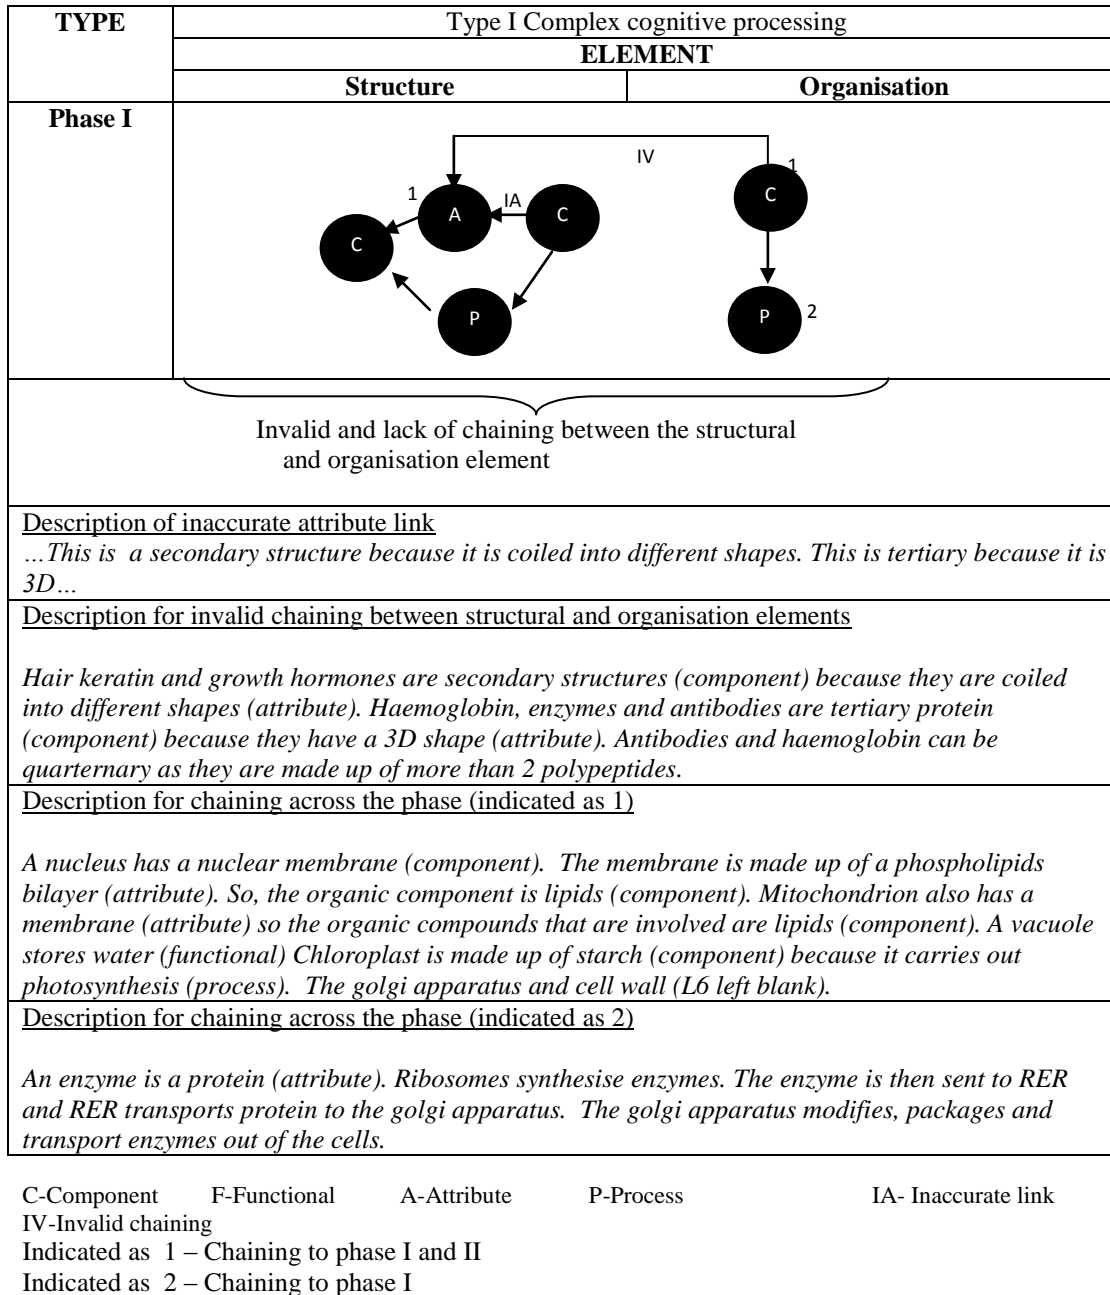 TYPE
Type I Complex cognitive processing
ELEMENT
Structure
Organisation
Phase I
IV
1
1
A
IA
C
C
C
P
P
2
Invalid and lack of chaining between the structural
and organisation element
Description of inaccurate attribute link
…This is a secondary structure because it is coiled into different shapes. This is tertiary because it is
3D…
Description for invalid chaining between structural and organisation elements
Hair keratin and growth hormones are secondary structures (component) because they are coiled
into different shapes (attribute). Haemoglobin, enzymes and antibodies are tertiary protein
(component) because they have a 3D shape (attribute). Antibodies and haemoglobin can be
quarternary as they are made up of more than 2 polypeptides.
Description for chaining across the phase (indicated as 1)
A nucleus has a nuclear membrane (component). The membrane is made up of a phospholipids
bilayer (attribute). So, the organic component is lipids (component). Mitochondrion also has a
membrane (attribute) so the organic compounds that are involved are lipids (component). A vacuole
stores water (functional) Chloroplast is made up of starch (component) because it carries out
photosynthesis (process). The golgi apparatus and cell wall (L6 left blank).
Description for chaining across the phase (indicated as 2)
An enzyme is a protein (attribute). Ribosomes synthesise enzymes. The enzyme is then sent to RER
and RER transports protein to the golgi apparatus. The golgi apparatus modifies, packages and
transport enzymes out of the cells.
C-Component F-Functional A-Attribute P-Process IA- Inaccurate link
IV-Invalid chaining
Indicated as 1 – Chaining to phase I and II
Indicated as 2 – Chaining to phase I